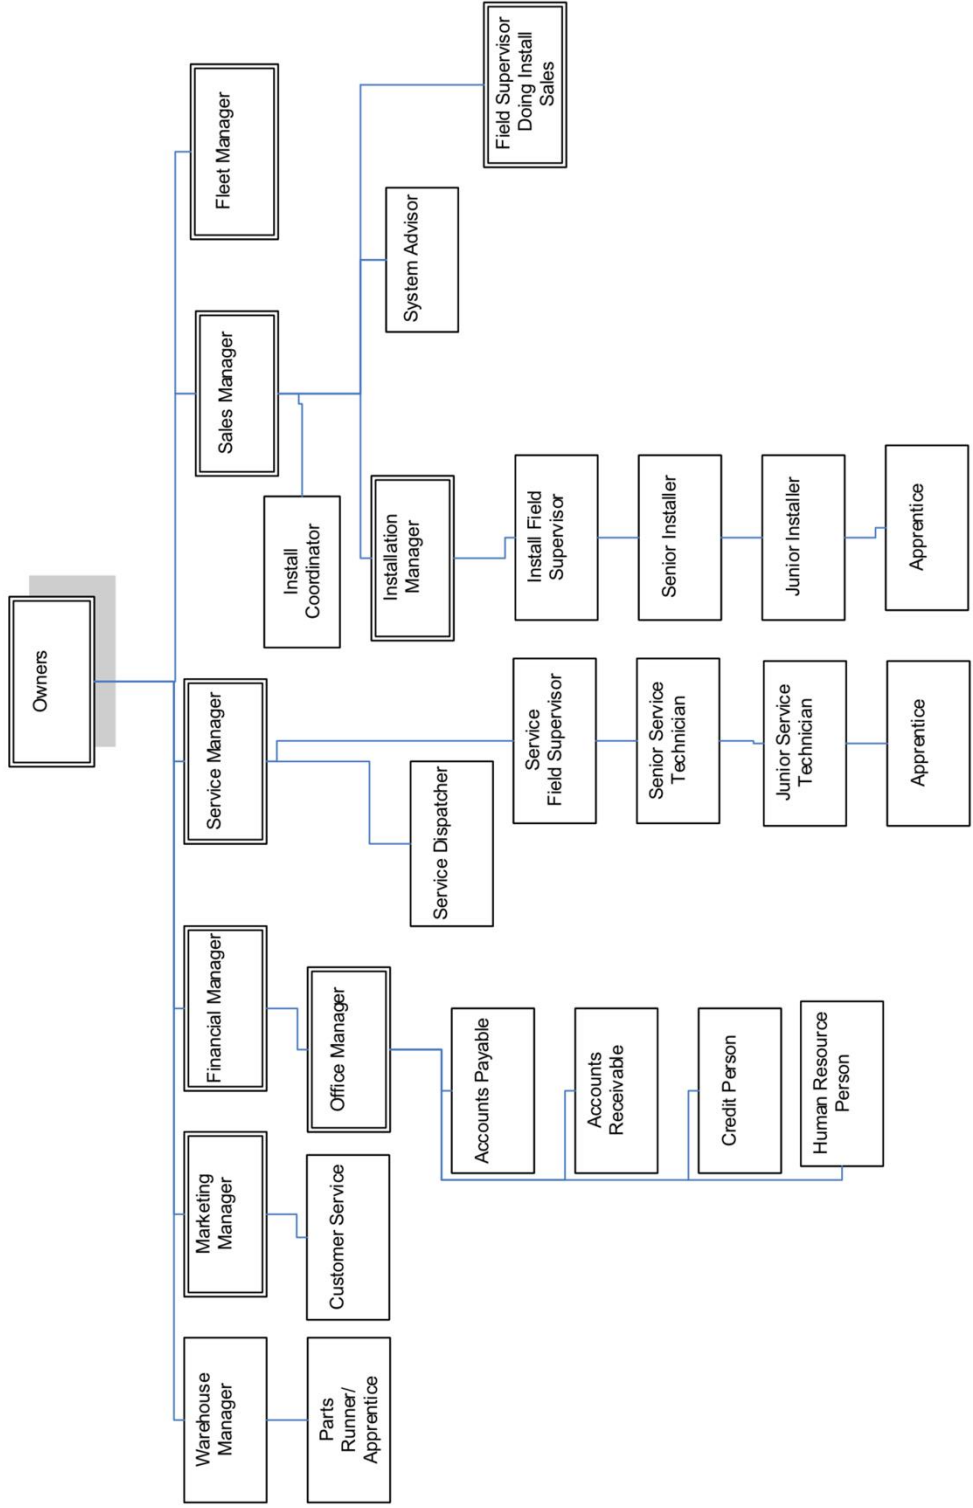 Owners
Warehouse
Manager
Marketing
Manager
Financial Manager
Service Manager
Sales Manager
Fleet Manager
Parts
Runner/
Apprentice
Customer Service
Office Manager
Install
Coordinator
Installation
Manager
System Advisor
Service Dispatcher
Accounts Payable
Field Supervisor
Doing Install
Sales
Service
Field Supervisor
Install Field
Supervisor
Accounts
Receivable
Senior Service
Technician
Senior Installer
Credit Person
Junior Service
Technician
Junior Installer
Human Resource
Person
Apprentice
Apprentice